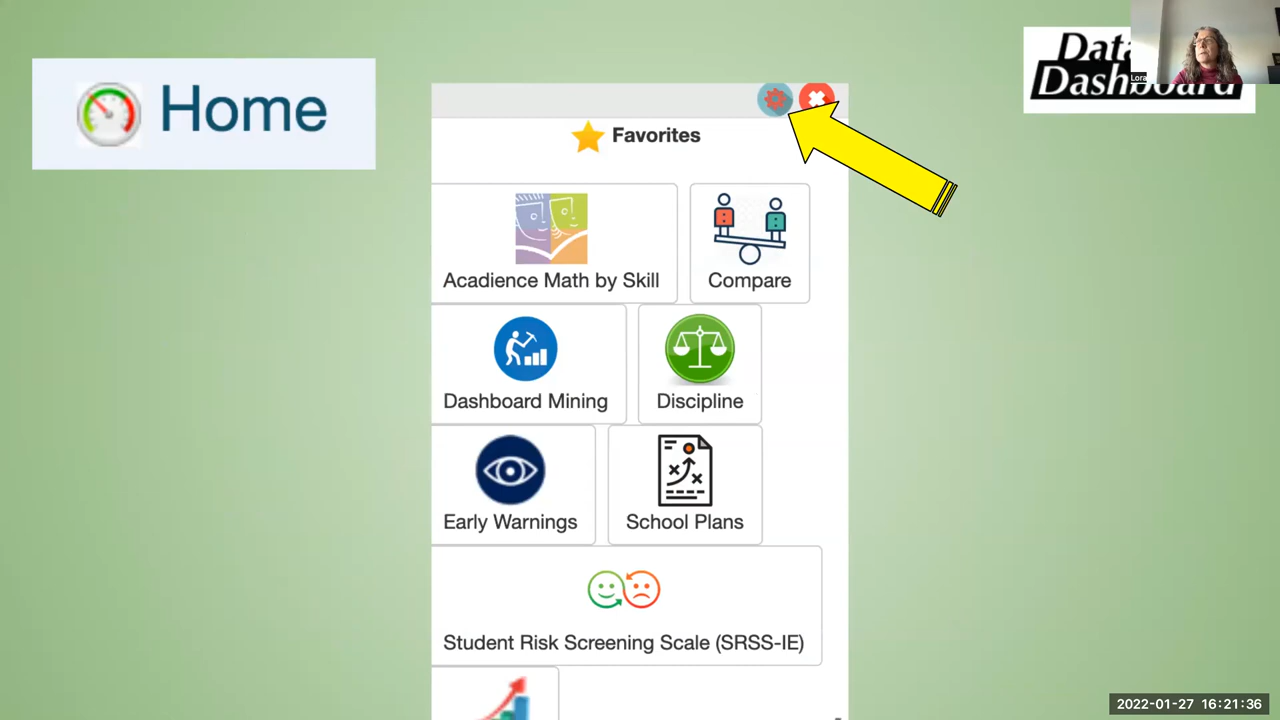 Home
Data
Dashboard
Lora
Favorites
Acadience Math by Skill
Compare
Dashboard Mining
Discipline
Early Warnings
School Plans
Student Risk Screening Scale (SRSS-IE)
2022-01-27 16:21:36